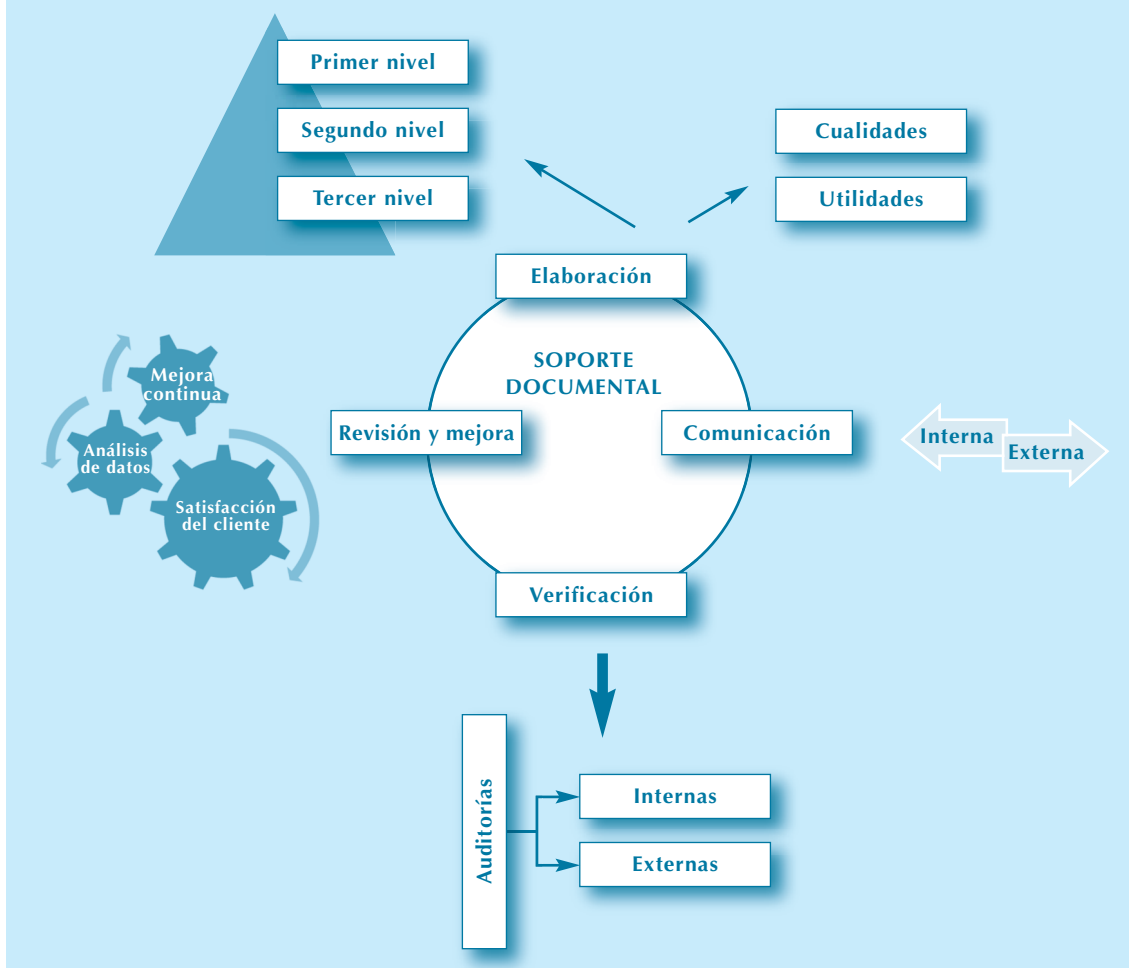 Primer nivel
Segundo nivel
Tercer nivel
Cualidades
Utilidades
Elaboración
SOPORTE
DOCUMENTAL
Revisión y mejora
Comunicación
Verificación
Mejora
continua
Análisis
de datos
Satisfacción
del cliente
Interna
Externa
Auditorías
Internas
Externas